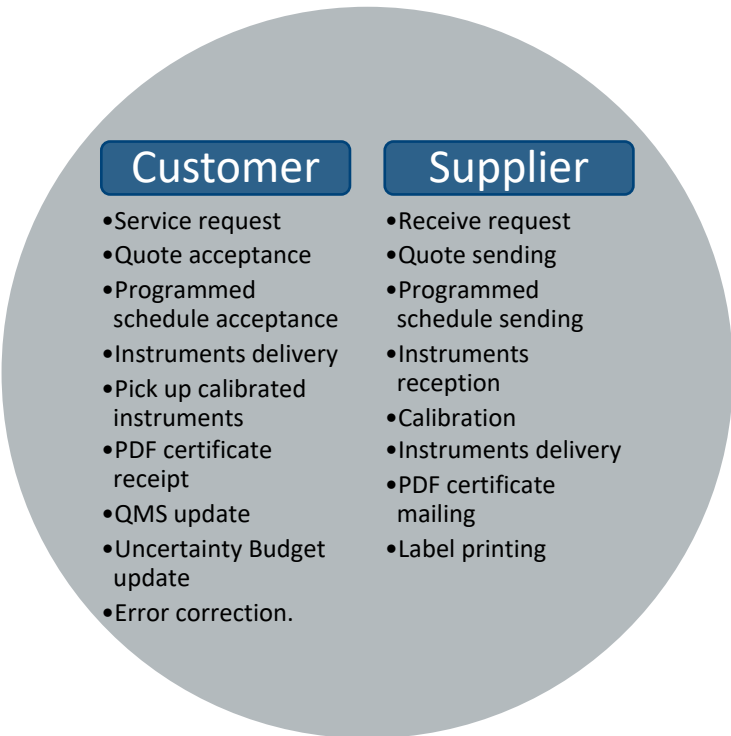 Customer
•Service request
•Quote acceptance
•Programmed
schedule acceptance
•Instruments delivery
•Pick up calibrated
instruments
•PDF certificate
receipt
•QMS update
•Uncertainty Budget
update
•Error correction.
Supplier
•Receive request
•Quote sending
•Programmed
schedule sending
•Instruments
reception
•Calibration
•Instruments delivery
•PDF certificate
mailing
•Label printing